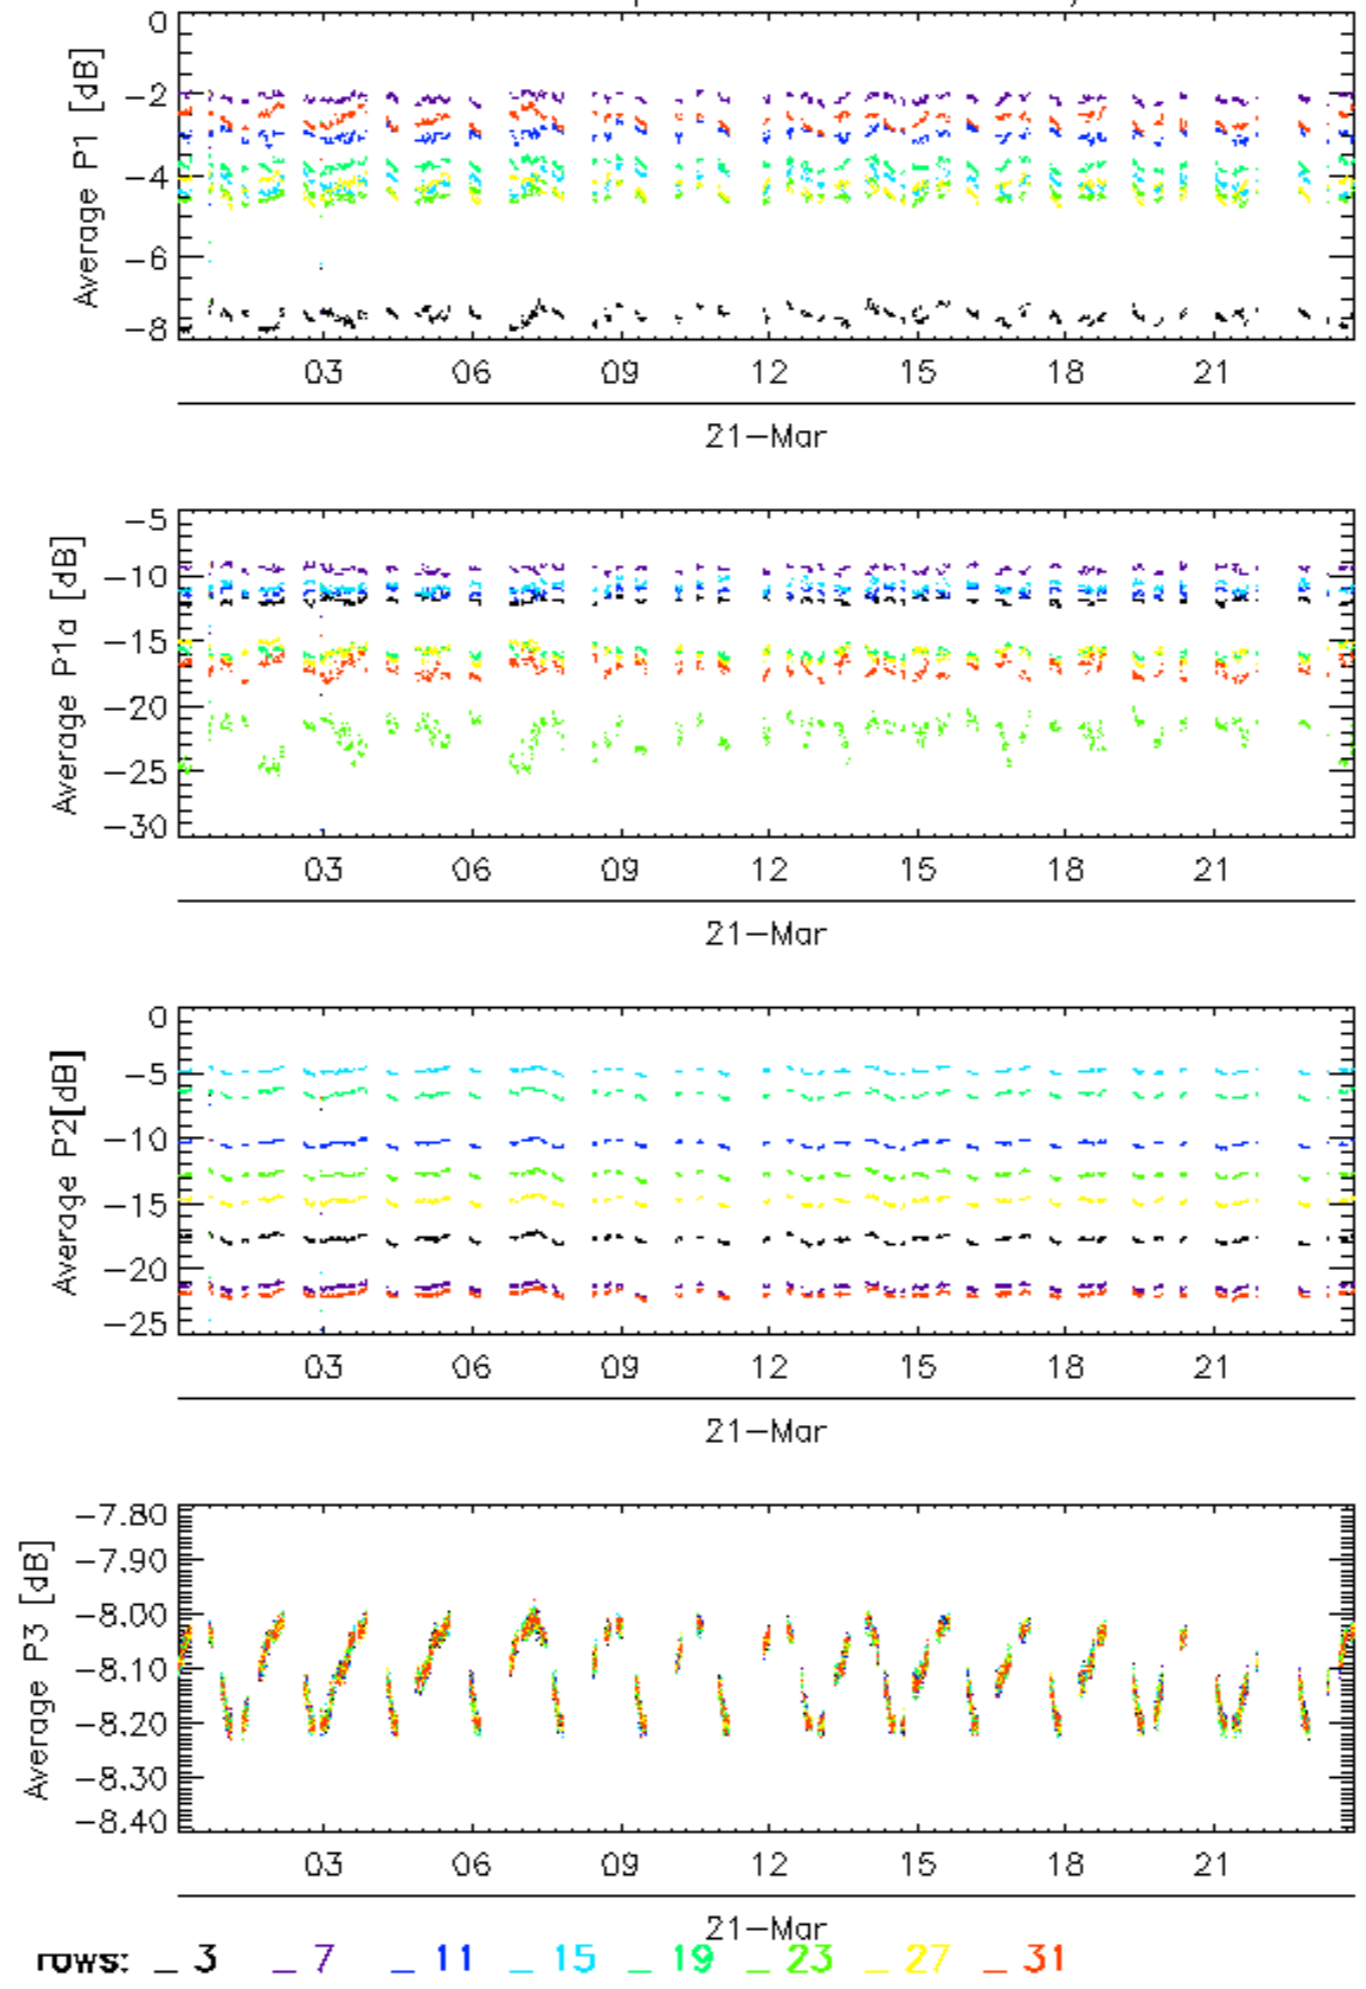 0
−2
−4
−6
−8
Average P1 [dB]
03 06 09 12 15 18 21
21−Mar
−5
−10
−15
−20
−25
−30
Average P1a [dB]
03 06 09 12 15 18 21
21−Mar
0
−5
−10
−15
−20
−25
Average P2[dB]
03 06 09 12 15 18 21
21−Mar
−7.80
−7.90
−8.00
−8.10
−8.20
−8.30
−8.40
Average P3 [dB]
03 06 09 12 15 18 21
21−Mar
rows: _ 3 _ 7 _ 11 _ 15 _ 19 _ 23 _ 27 _ 31